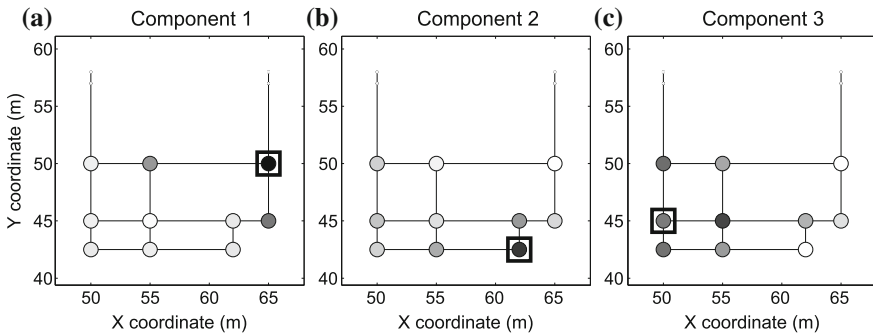 (a) Component 1 (b) Component 2 (c) Component 3
60 60 60
55 55 55
50 50 50
45 45 45
40 40 40
Y coordinate (m)
50 55 60 65 50 55 60 65 50 55 60 65
X coordinate (m) X coordinate (m) X coordinate (m)